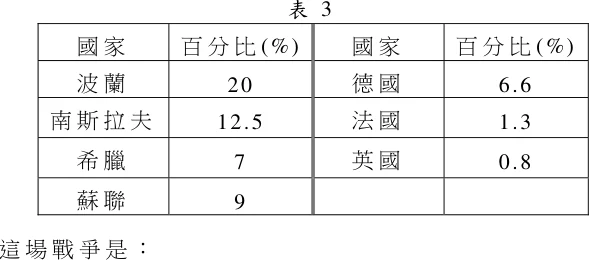 表 3
國家 百分比(%) 國家 百分比(%)
波蘭 20 德國 6.6
南斯拉夫 12.5 法國 1.3
希臘 7 英國 0.8
蘇聯 9
這場戰爭是：